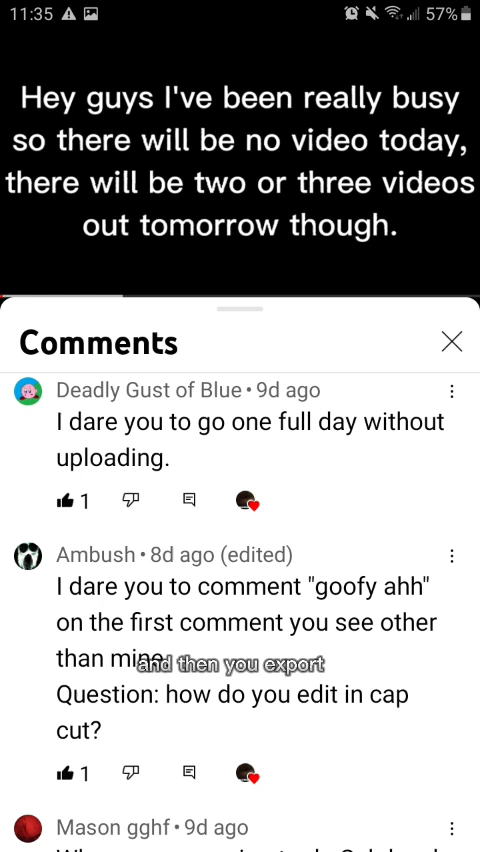 11:35
57%
Hey guys I've been really busy
so there will be no video today,
there will be two or three videos
out tomorrow though.
Comments
Deadly Gust of Blue • 9d ago
I dare you to go one full day without
uploading.
1
Ambush • 8d ago (edited)
I dare you to comment "goofy ahh"
on the first comment you see other
than mine
and then you export
Question: how do you edit in cap
cut?
1
Mason gghf • 9d ago